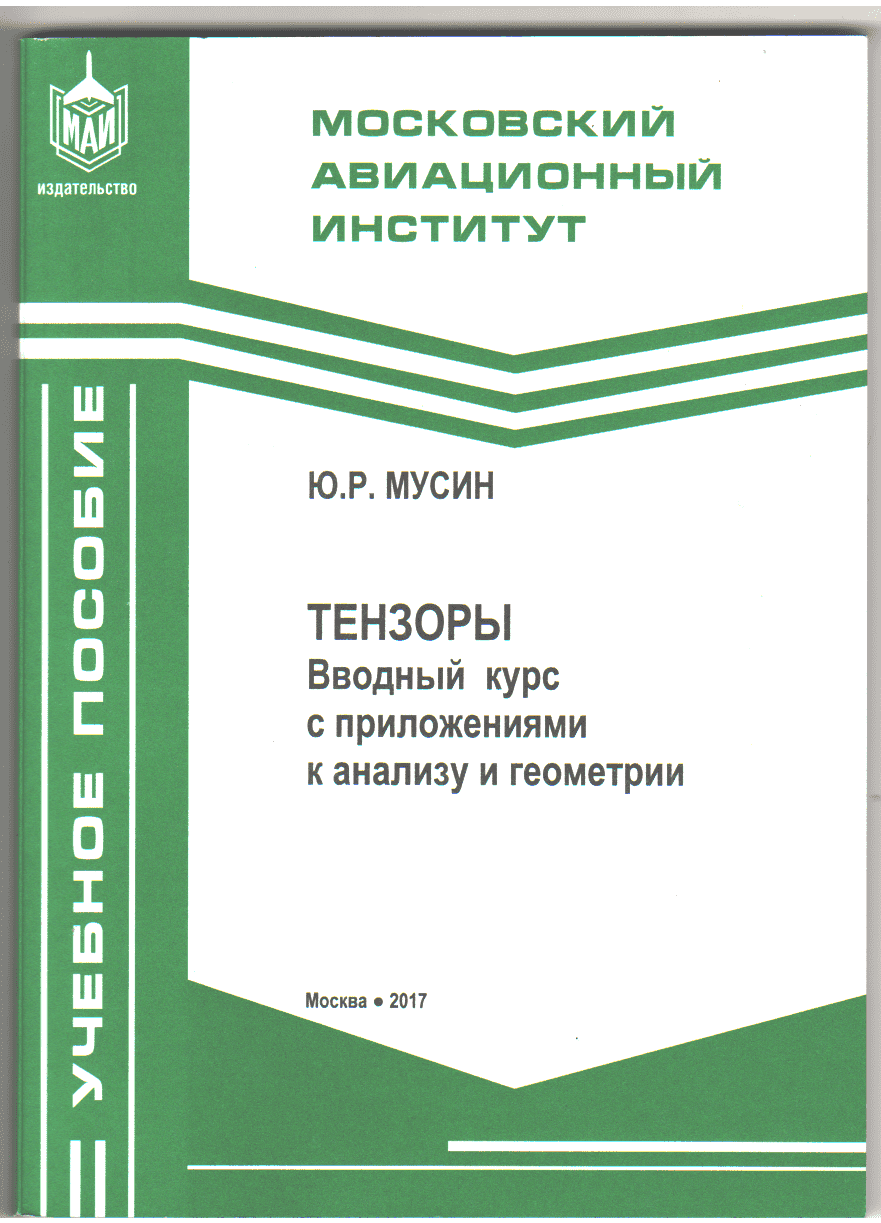 МАИ
издательство
МОСКОВСКИЙ
АВИАЦИОННЫЙ
ИНСТИТУТ
УЧЕБНОЕ ПОСОБИЕ
Ю.Р. МУСИН
ТЕНЗОРЫ
Вводный курс
с приложениями
к анализу и геометрии
Москва ● 2017